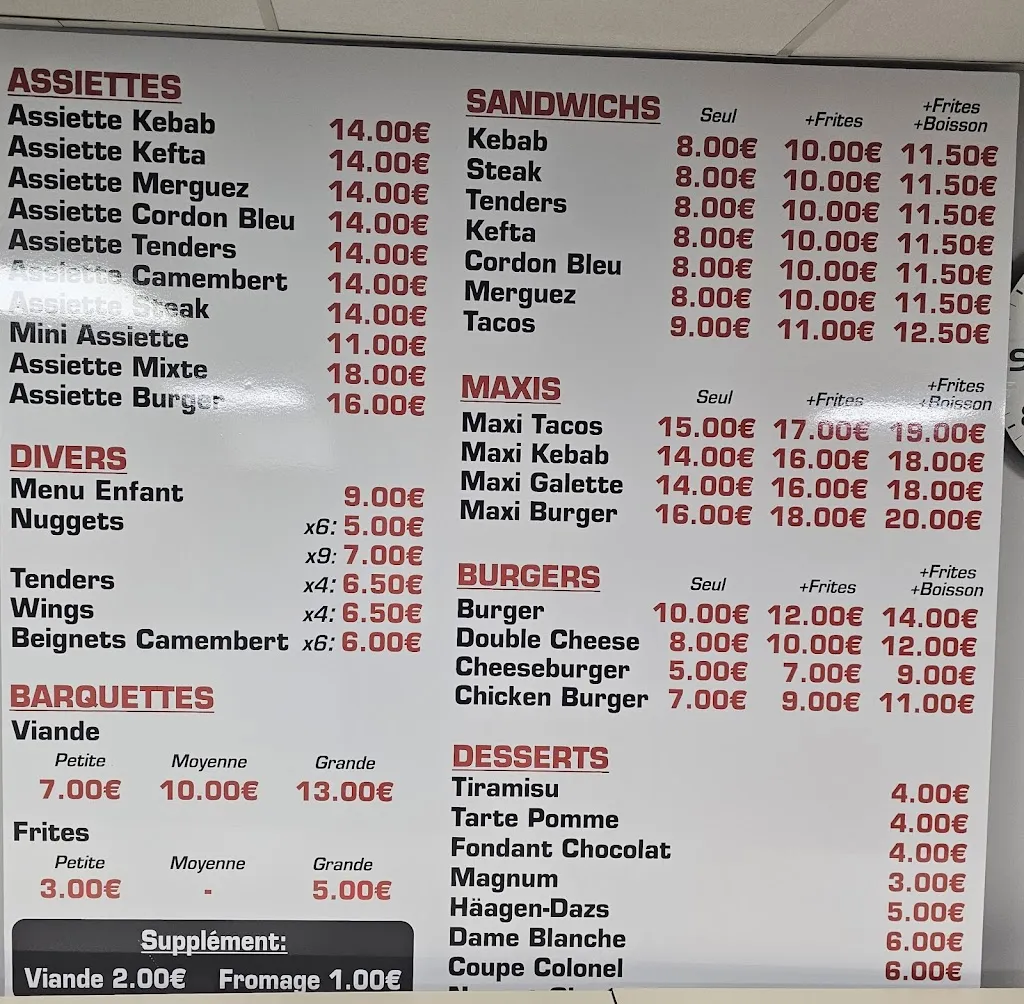 ASSIETTES
Assiette Kebab 14.00€
Assiette Kefta 14.00€
Assiette Merguez 14.00€
Assiette Cordon Bleu 14.00€
Assiette Tenders 14.00€
Assiette Camembert 14.00€
Assiette Steak 14.00€
Mini Assiette 11.00€
Assiette Mixte 18.00€
Assiette Burger 16.00€
DIVERS
Menu Enfant 9.00€
Nuggets x6: 5.00€
x9: 7.00€
Tenders x4: 6.50€
Wings x4: 6.50€
Beignets Camembert x6: 6.00€
BARQUETTES
Viande
Petite Moyenne Grande
7.00€ 10.00€ 13.00€
Frites
Petite Moyenne Grande
3.00€ - 5.00€
Supplément:
Viande 2.00€ Fromage 1.00€
SANDWICHS Seul +Frites +Frites
+Boisson
Kebab 8.00€ 10.00€ 11.50€
Steak 8.00€ 10.00€ 11.50€
Tenders 8.00€ 10.00€ 11.50€
Kefta 8.00€ 10.00€ 11.50€
Cordon Bleu 8.00€ 10.00€ 11.50€
Merguez 8.00€ 10.00€ 11.50€
Tacos 9.00€ 11.00€ 12.50€
MAXIS Seul +Frites +Frites
+Boisson
Maxi Tacos 15.00€ 17.00€ 19.00€
Maxi Kebab 14.00€ 16.00€ 18.00€
Maxi Galette 14.00€ 16.00€ 18.00€
Maxi Burger 16.00€ 18.00€ 20.00€
BURGERS Seul +Frites +Frites
+Boisson
Burger 10.00€ 12.00€ 14.00€
Double Cheese 8.00€ 10.00€ 12.00€
Cheeseburger 5.00€ 7.00€ 9.00€
Chicken Burger 7.00€ 9.00€ 11.00€
DESSERTS
Tiramisu 4.00€
Tarte Pomme 4.00€
Fondant Chocolat 4.00€
Magnum 3.00€
Häagen-Dazs 5.00€
Dame Blanche 6.00€
Coupe Colonel 6.00€